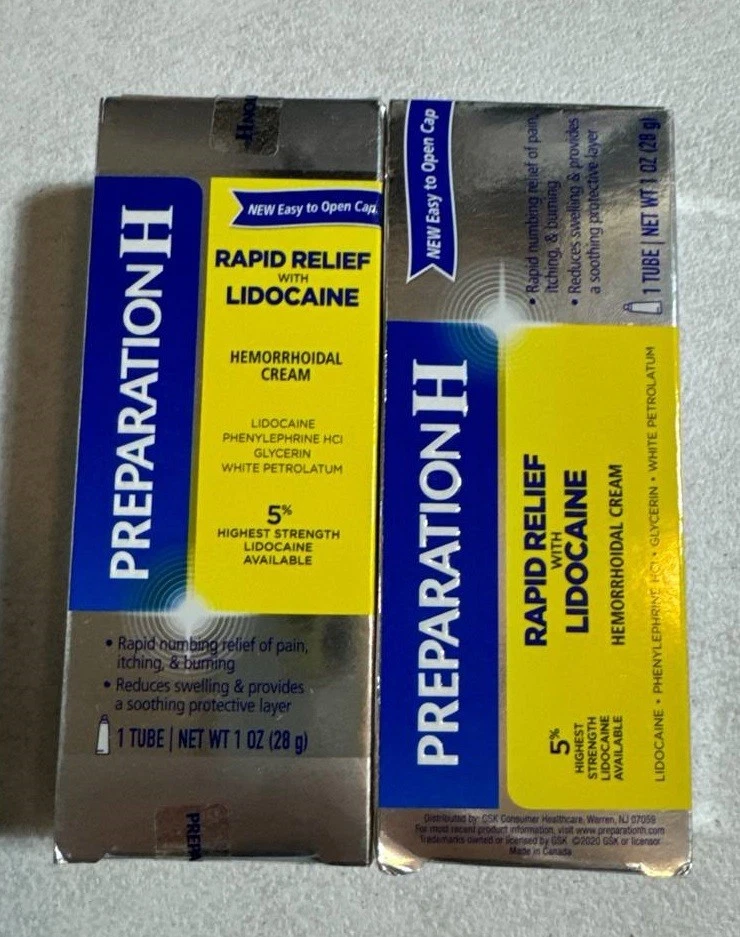 PREPARATION H
NEW Easy to Open Cap
RAPID RELIEF
WITH
LIDOCAINE
HEMORRHOIDAL
CREAM
LIDOCAINE
PHENYLEPHRINE HCl
GLYCERIN
WHITE PETROLATUM
5%
HIGHEST STRENGTH
LIDOCAINE
AVAILABLE
• Rapid numbing relief of pain,
itching, & burning
• Reduces swelling & provides
a soothing protective layer
1 TUBE | NET WT 1 OZ (28 g)
NEW Easy to Open Cap
• Rapid numbing relief of pain,
itching, & burning
• Reduces swelling & provides
a soothing protective layer
1 TUBE | NET WT 1 OZ (28 g)
PREPARATION H
RAPID RELIEF
WITH
LIDOCAINE
HEMORRHOIDAL CREAM
LIDOCAINE • PHENYLEPHRINE HCl • GLYCERIN • WHITE PETROLATUM
5%
HIGHEST
STRENGTH
LIDOCAINE
AVAILABLE
Distributed by: GSK Consumer Healthcare, Warren, NJ 07059
For most recent product information, visit www.preparationh.com
Trademarks owned or licensed by GSK ©2020 GSK or licensor
Made in Canada